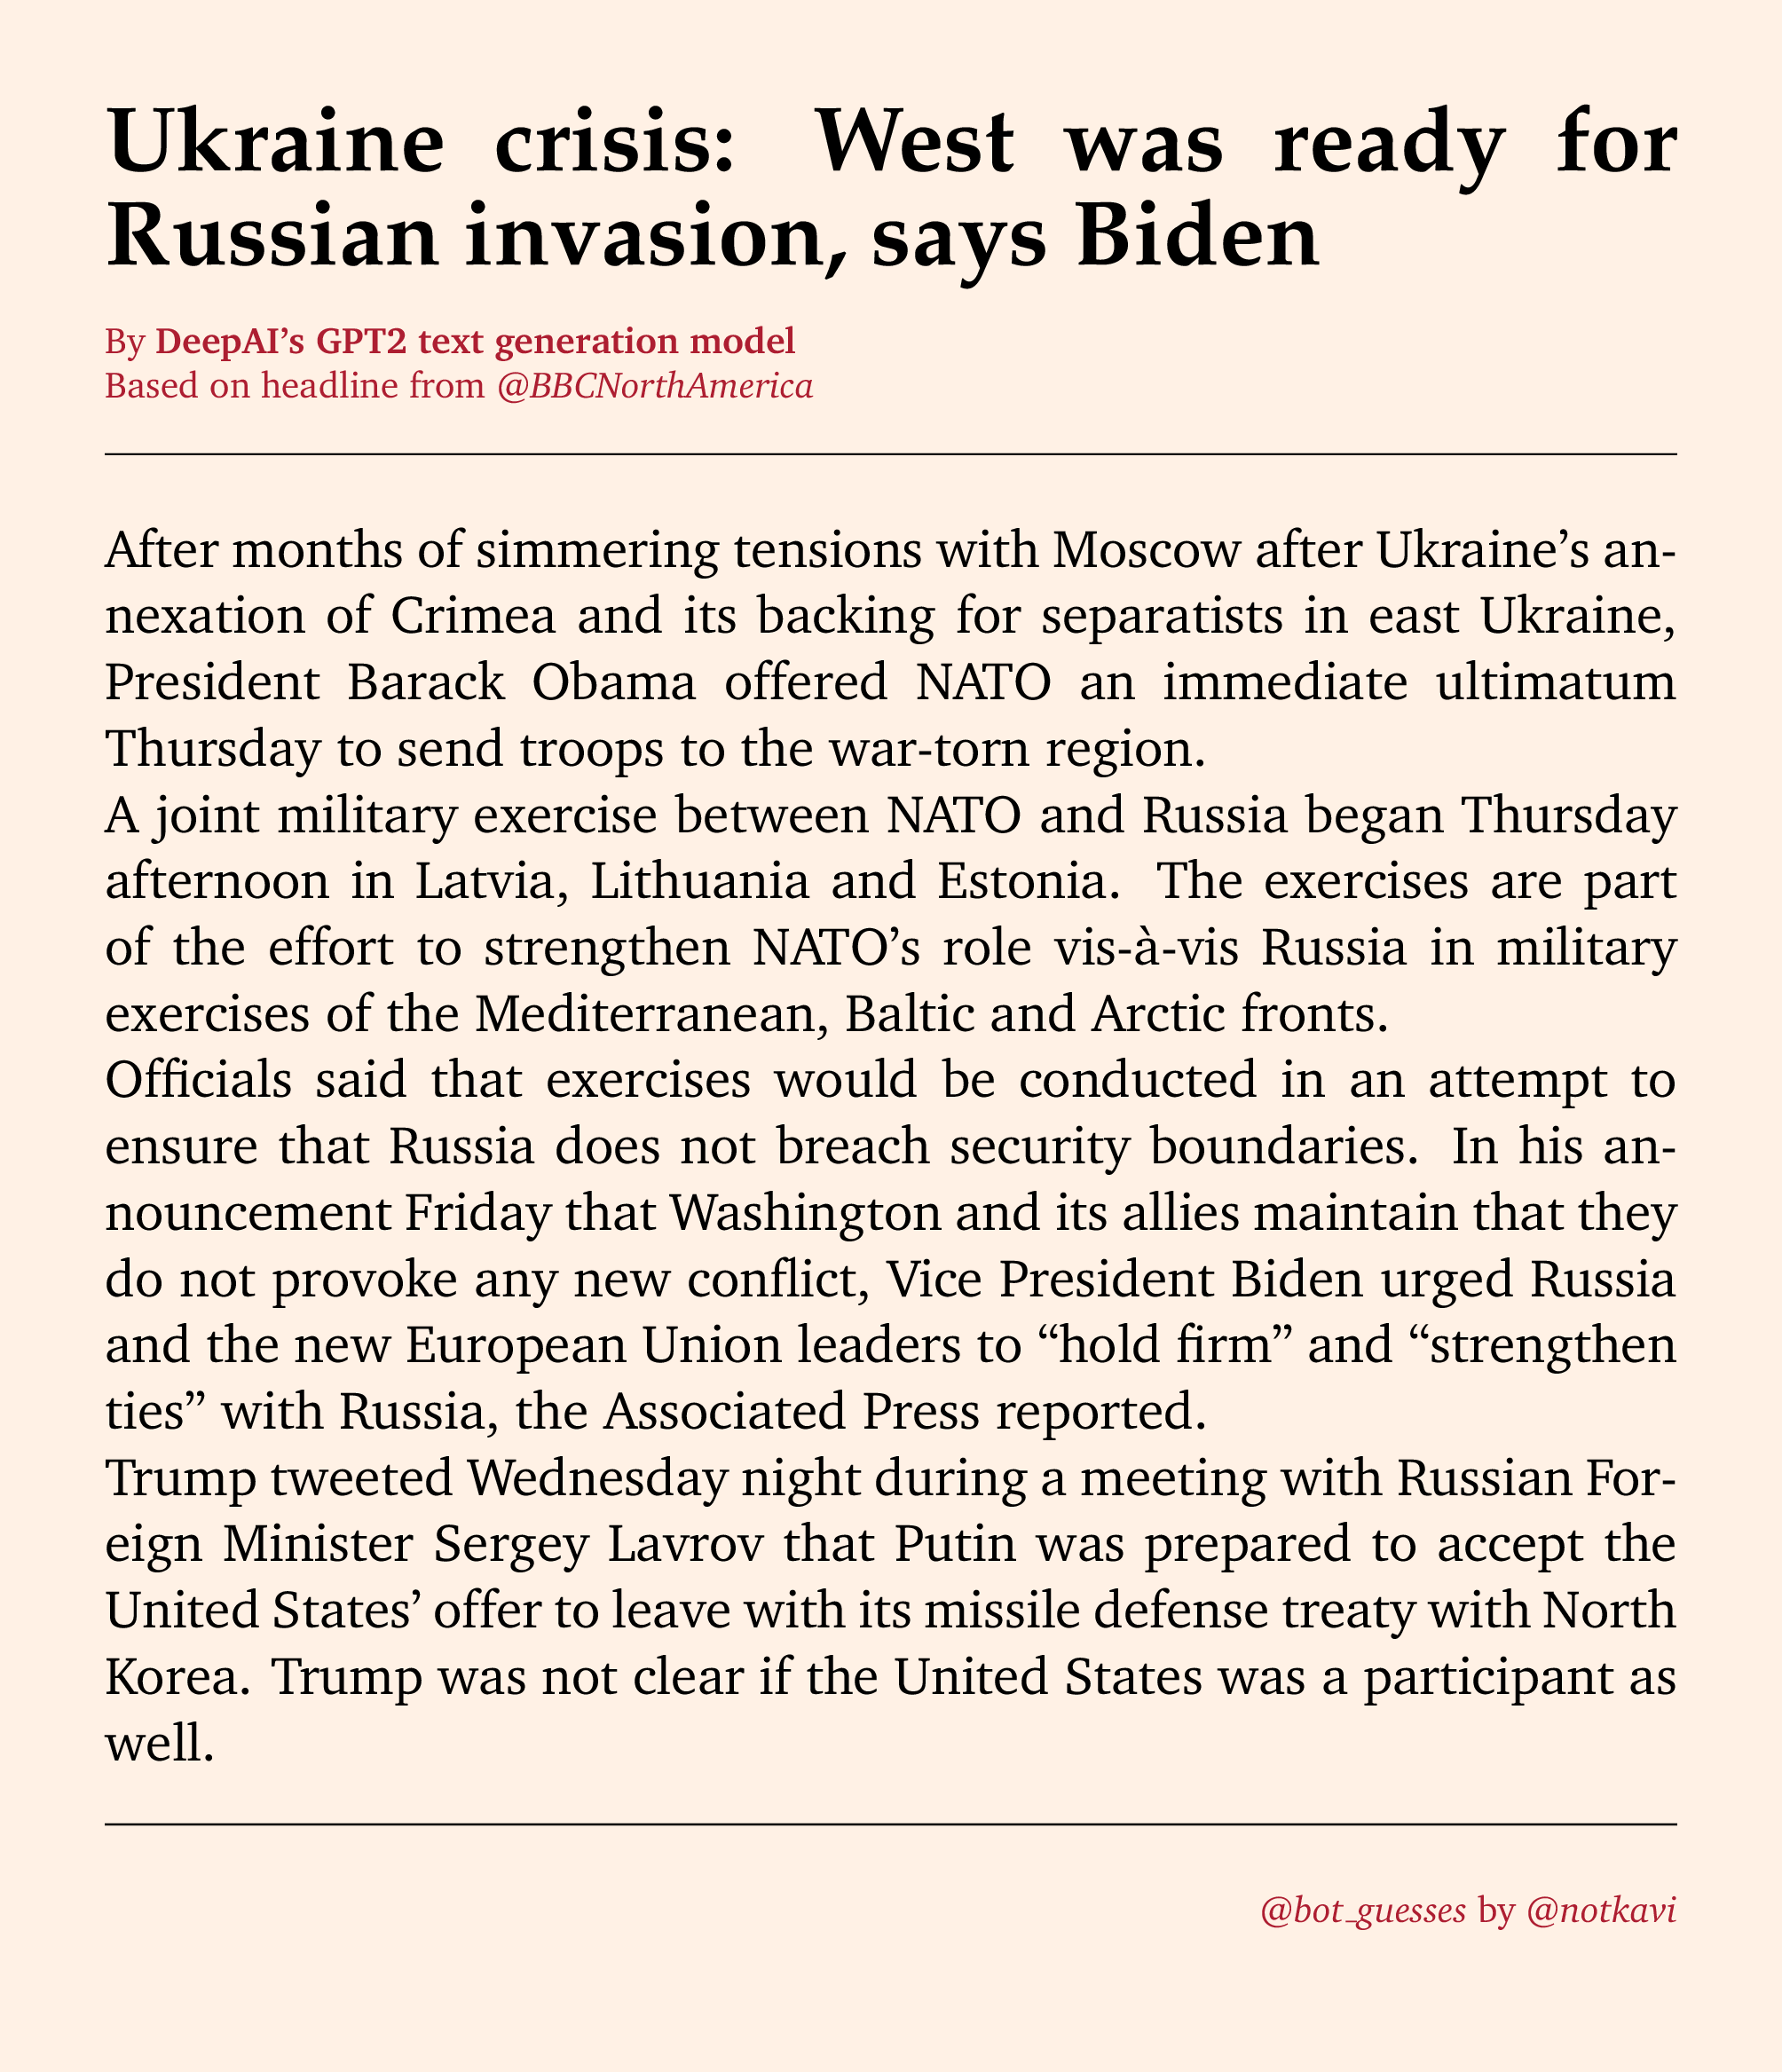 Ukraine crisis: West was ready for
Russian invasion, says Biden
By DeepAI's GPT2 text generation model
Based on headline from @BBCNorthAmerica
After months of simmering tensions with Moscow after Ukraine’s an-
nexation of Crimea and its backing for separatists in east Ukraine,
President Barack Obama offered NATO an immediate ultimatum
Thursday to send troops to the war-torn region.
A joint military exercise between NATO and Russia began Thursday
afternoon in Latvia, Lithuania and Estonia. The exercises are part
of the effort to strengthen NATO’s role vis-à-vis Russia in military
exercises of the Mediterranean, Baltic and Arctic fronts.
Officials said that exercises would be conducted in an attempt to
ensure that Russia does not breach security boundaries. In his an-
nouncement Friday that Washington and its allies maintain that they
do not provoke any new conflict, Vice President Biden urged Russia
and the new European Union leaders to “hold firm” and “strengthen
ties” with Russia, the Associated Press reported.
Trump tweeted Wednesday night during a meeting with Russian For-
eign Minister Sergey Lavrov that Putin was prepared to accept the
United States’ offer to leave with its missile defense treaty with North
Korea. Trump was not clear if the United States was a participant as
well.
@bot_guesses by @notkavi